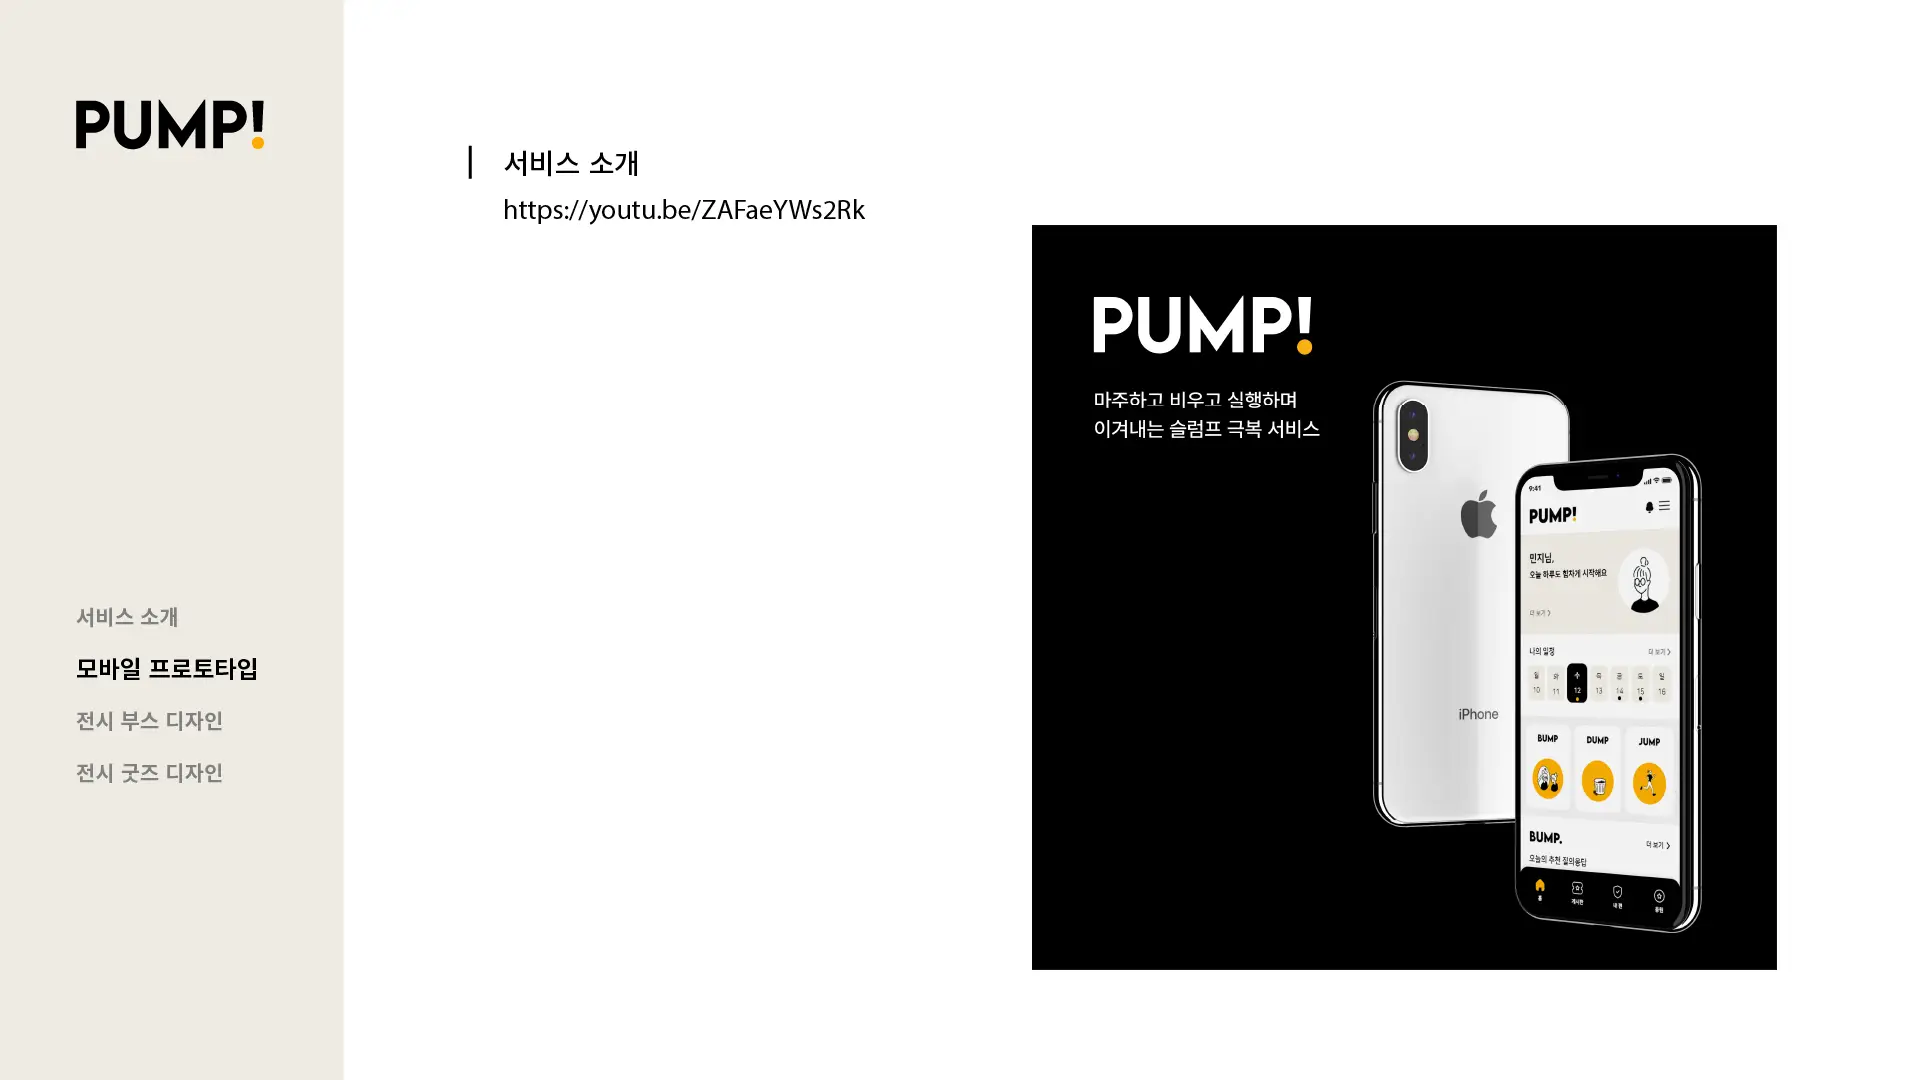 PUMP!
서비스 소개
모바일 프로토타입
전시 부스 디자인
전시 굿즈 디자인
서비스 소개
https://youtu.be/ZAFaeYWs2Rk
PUMP!
마주하고 비우고 실행하며
이겨내는 슬럼프 극복 서비스
iPhone
9:41
PUMP!
민지님,
오늘 하루도 힘차게 시작해요
더 보기 >
나의 일정
더 보기 >
월 화 수 목 금 토 일
10 11 12 13 14 15 16
BUMP DUMP JUMP
BUMP.
더 보기 >
오늘의 추천 질의응답
홈 게시판 내 편 응원